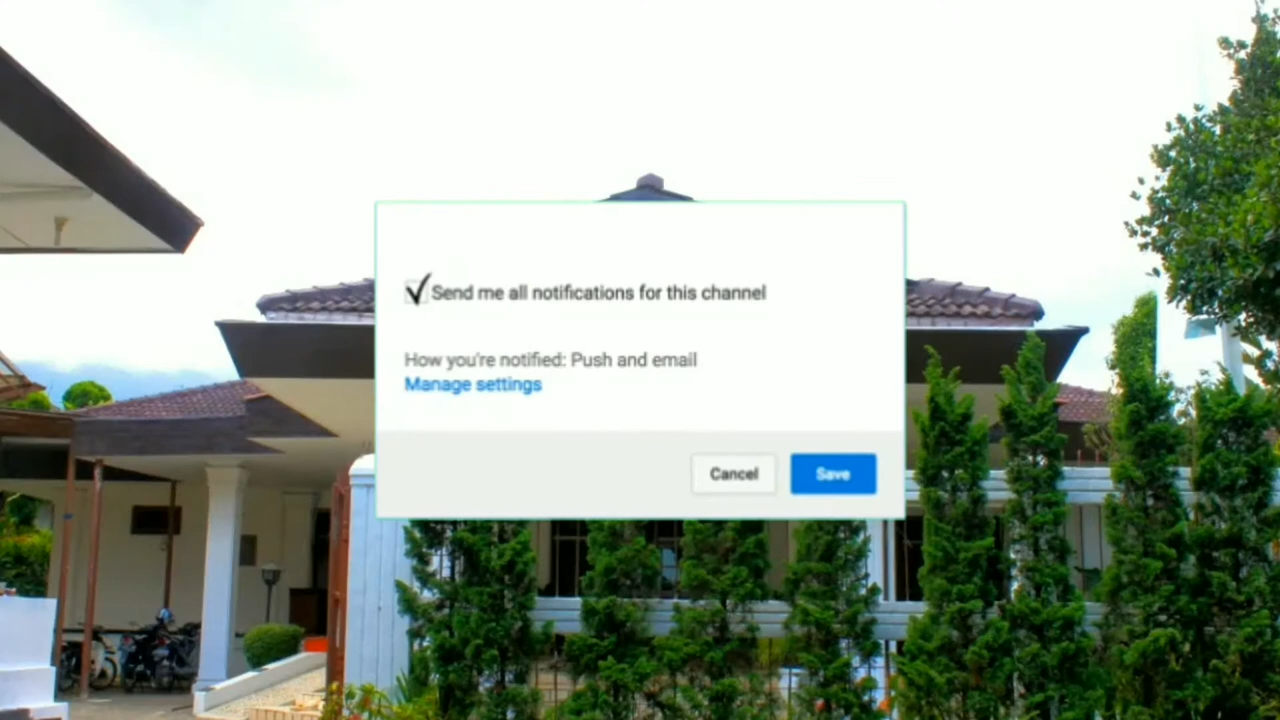 Send me all notifications for this channel
How you're notified: Push and email
Manage settings
Cancel Save